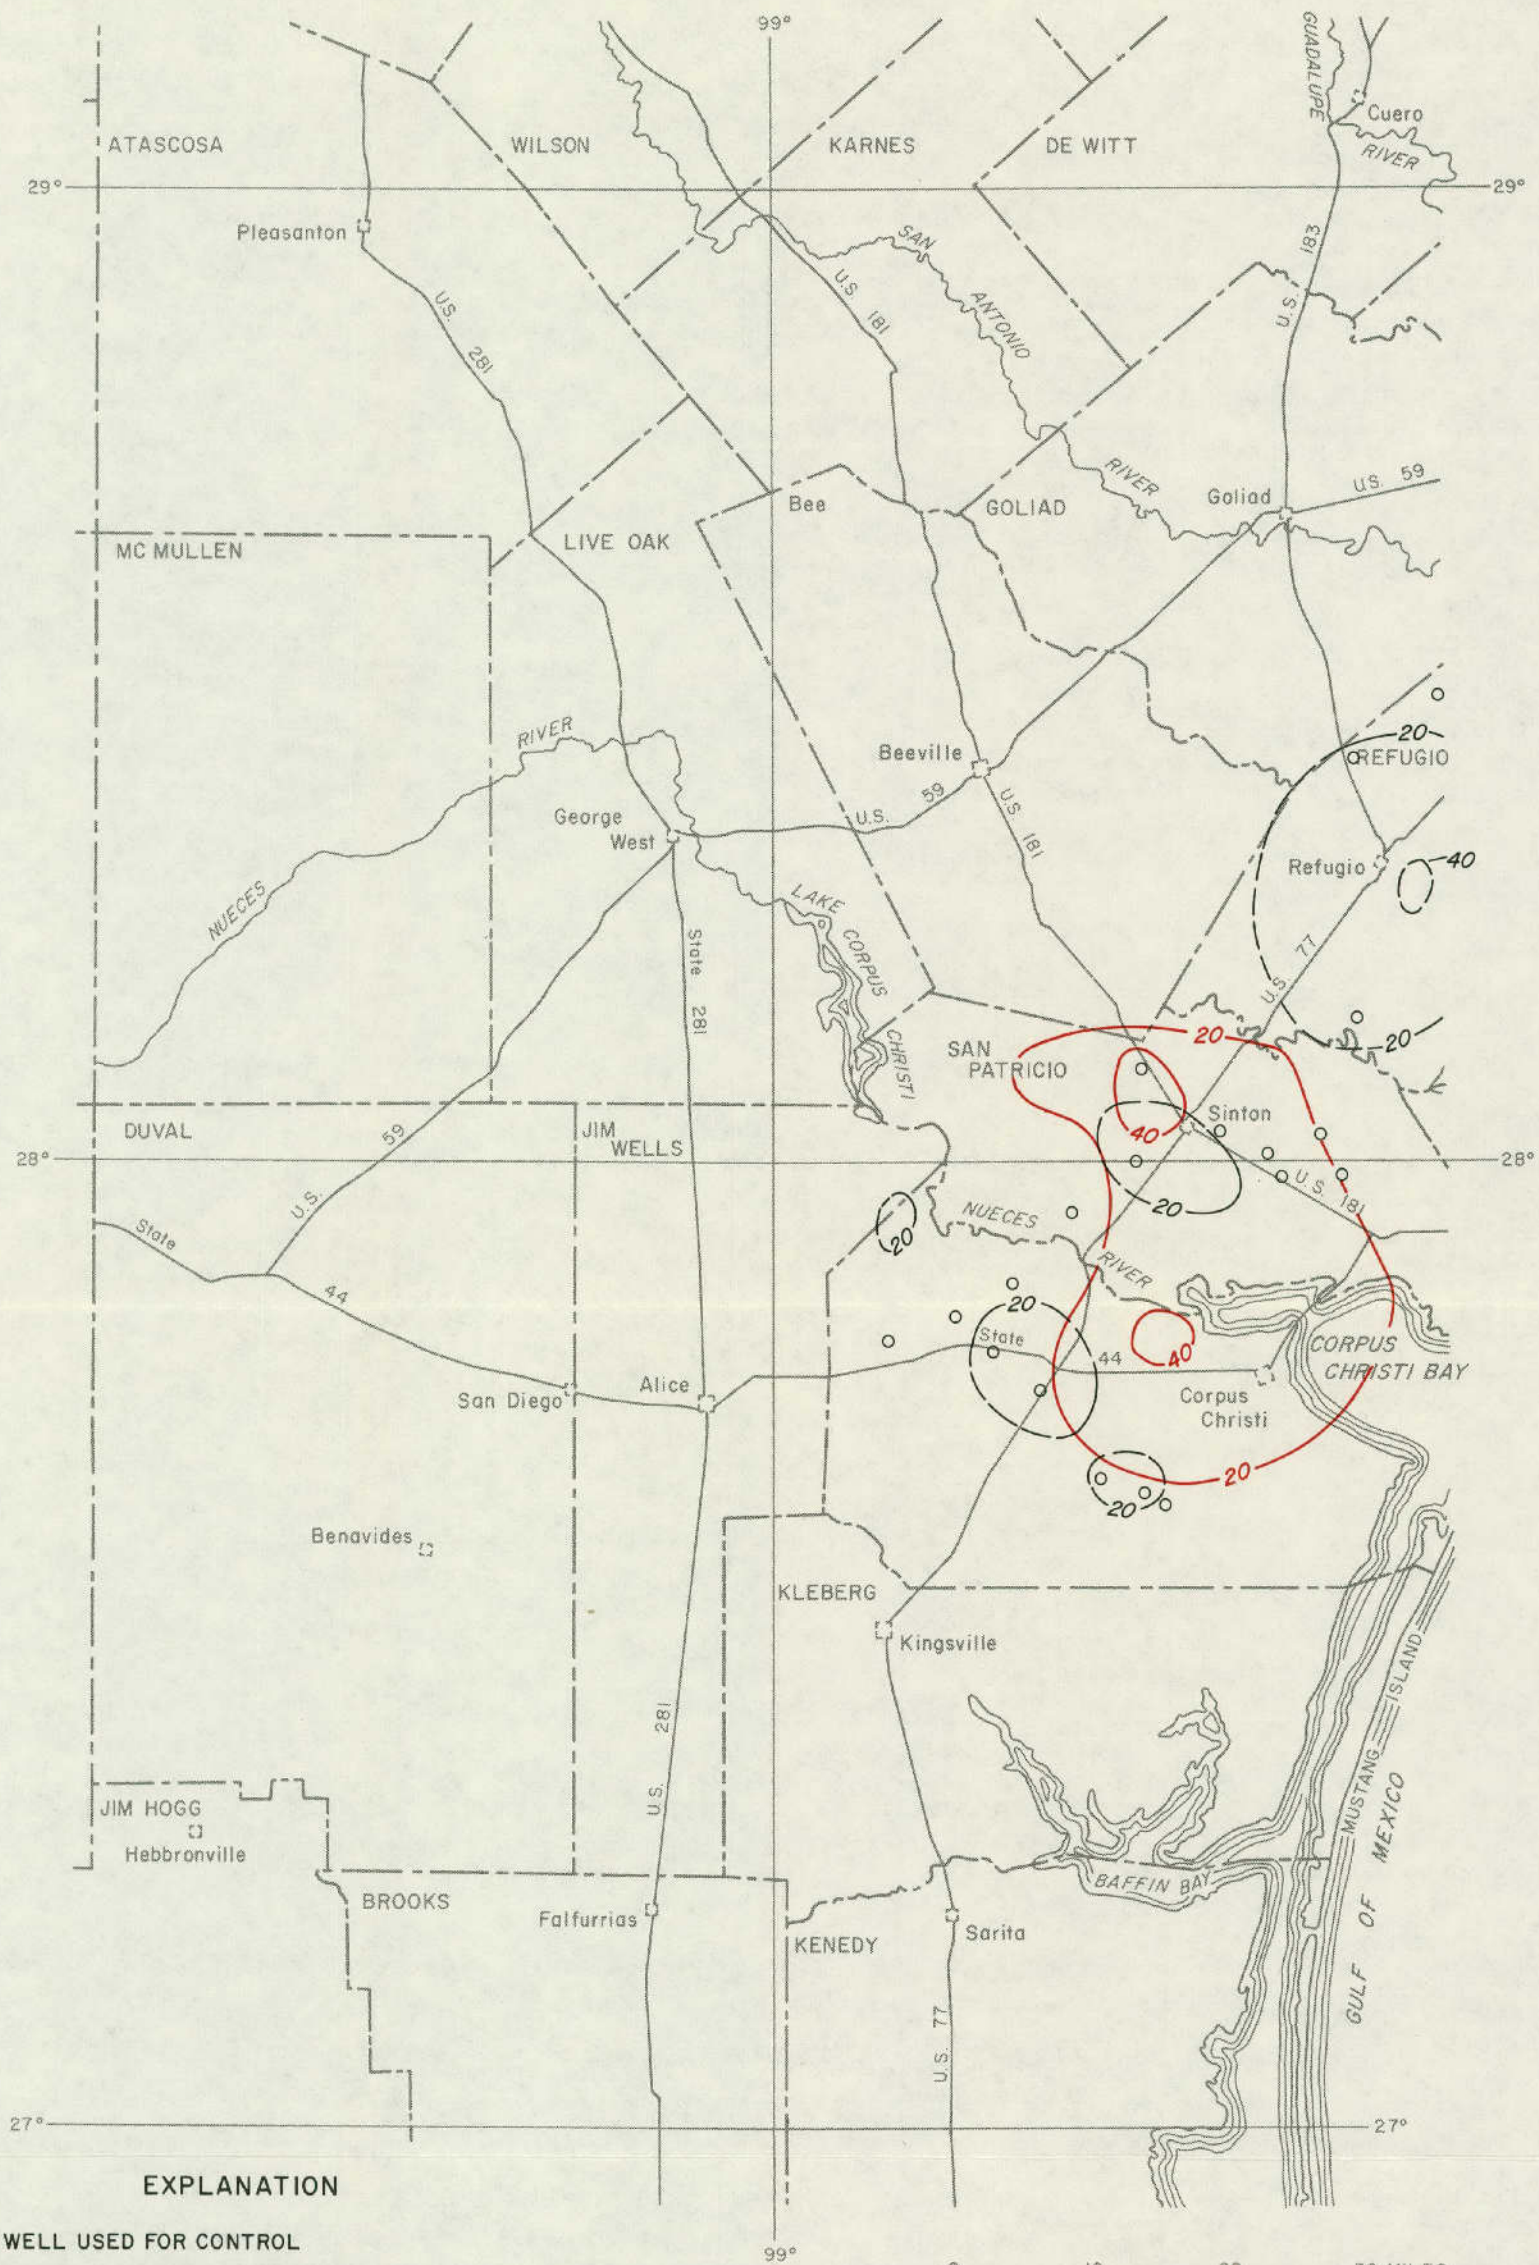 99°
GUADALUPE
Cuero
RIVER
ATASCOSA
WILSON
KARNES
DE WITT
29°
29°
Pleasanton
SAN
183
U.S.
U.S.
181
ANTONIO
U.S.
281
RIVER
Goliad
U.S. 59
Bee
GOLIAD
MC MULLEN
LIVE OAK
20
REFUGIO
RIVER
Beeville
59
U.S.
U.S.
181
George
West
Refugio
40
NUECES
LAKE
CORPUS
CHRISTI
State
281
77
U.S.
20
20
SAN
PATRICIO
Sinton
40
DUVAL
59
JIM
WELLS
28°
28°
U.S. 181
20
U.S.
State
NUECES
20
RIVER
44
20
State
44
40
CORPUS
CHRISTI BAY
San Diego
Alice
Corpus
Christi
20
20
Benavides
KLEBERG
Kingsville
281
U.S.
MUSTANG ISLAND
GULF OF MEXICO
JIM HOGG
Hebbronville
BAFFIN BAY
BROOKS
Falfurrias
KENEDY
Sarita
U.S. 77
27°
27°
EXPLANATION
WELL USED FOR CONTROL
99°